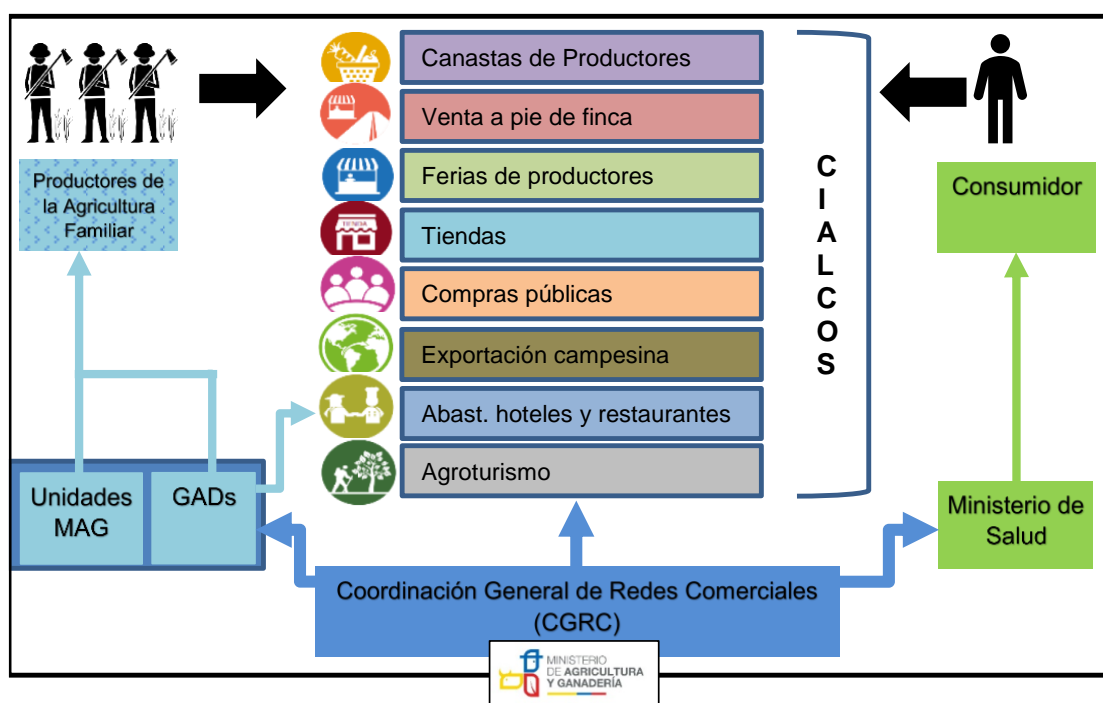 Canastas de Productores
Venta a pie de finca
Ferias de productores
TIENDA
Tiendas
Compras públicas
Exportación campesina
Abast. hoteles y restaurantes
Agroturismo
C
I
A
L
C
O
S
Productores de
la Agricultura
Familiar
Consumidor
Unidades
MAG
GADs
Ministerio de
Salud
Coordinación General de Redes Comerciales
(CGRC)
MINISTERIO
DE AGRICULTURA
Y GANADERÍA